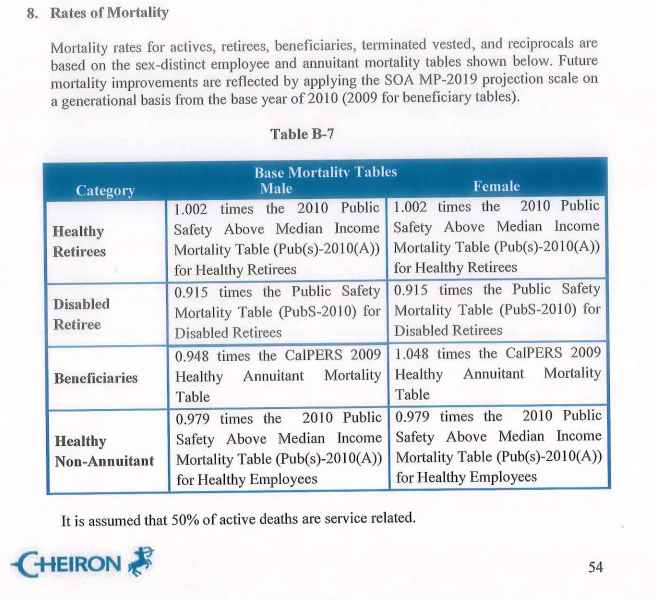 8. Rates of Mortality
Mortality rates for actives, retirees, beneficiaries, terminated vested, and reciprocals are
based on the sex-distinct employee and annuitant mortality tables shown below. Future
mortality improvements are reflected by applying the SOA MP-2019 projection scale on
a generational basis from the base year of 2010 (2009 for beneficiary tables).
Table B-7
Base Mortality Tables
Category Male Female
Healthy
Retirees
1.002 times the 2010 Public
Safety Above Median Income
Mortality Table (Pub(s)-2010(A))
for Healthy Retirees
1.002 times the 2010 Public
Safety Above Median Income
Mortality Table (Pub(s)-2010(A))
for Healthy Retirees
Disabled
Retiree
0.915 times the Public Safety
Mortality Table (PubS-2010) for
Disabled Retirees
0.915 times the Public Safety
Mortality Table (PubS-2010) for
Disabled Retirees
Beneficiaries
0.948 times the CalPERS 2009
Healthy Annuitant Mortality
Table
1.048 times the CalPERS 2009
Healthy Annuitant Mortality
Table
Healthy
Non-Annuitant
0.979 times the 2010 Public
Safety Above Median Income
Mortality Table (Pub(s)-2010(A))
for Healthy Employees
0.979 times the 2010 Public
Safety Above Median Income
Mortality Table (Pub(s)-2010(A))
for Healthy Employees
It is assumed that 50% of active deaths are service related.
CHEIRON
54